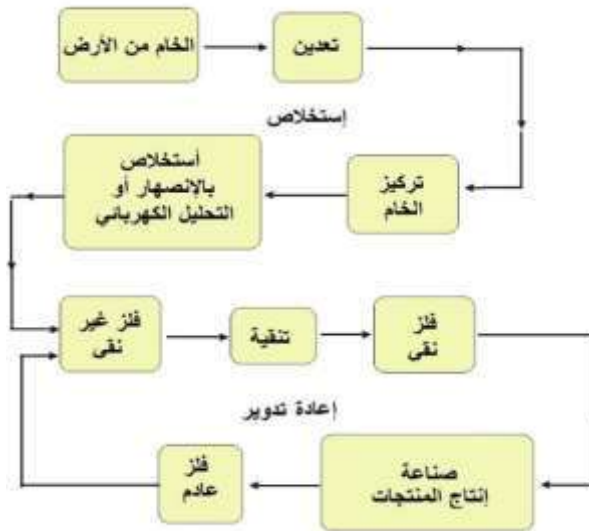 الخام من الأرض
تعدين
إستخلاص
تركيز
الخام
أستخلاص
بالإنصهار أو
التحليل الكهربائي
فلز غير
نقى
تنقية
فلز
نقى
إعادة تدوير
صناعة
إنتاج المنتجات
فلز
عادم